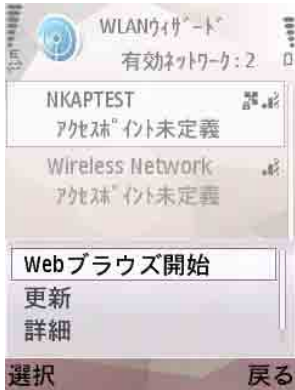 WLANウィザード
有効ネットワーク:2
NKAPTEST
アクセスポイント未定義
Wireless Network
アクセスポイント未定義
Webブラウズ開始
更新
詳細
選択
戻る